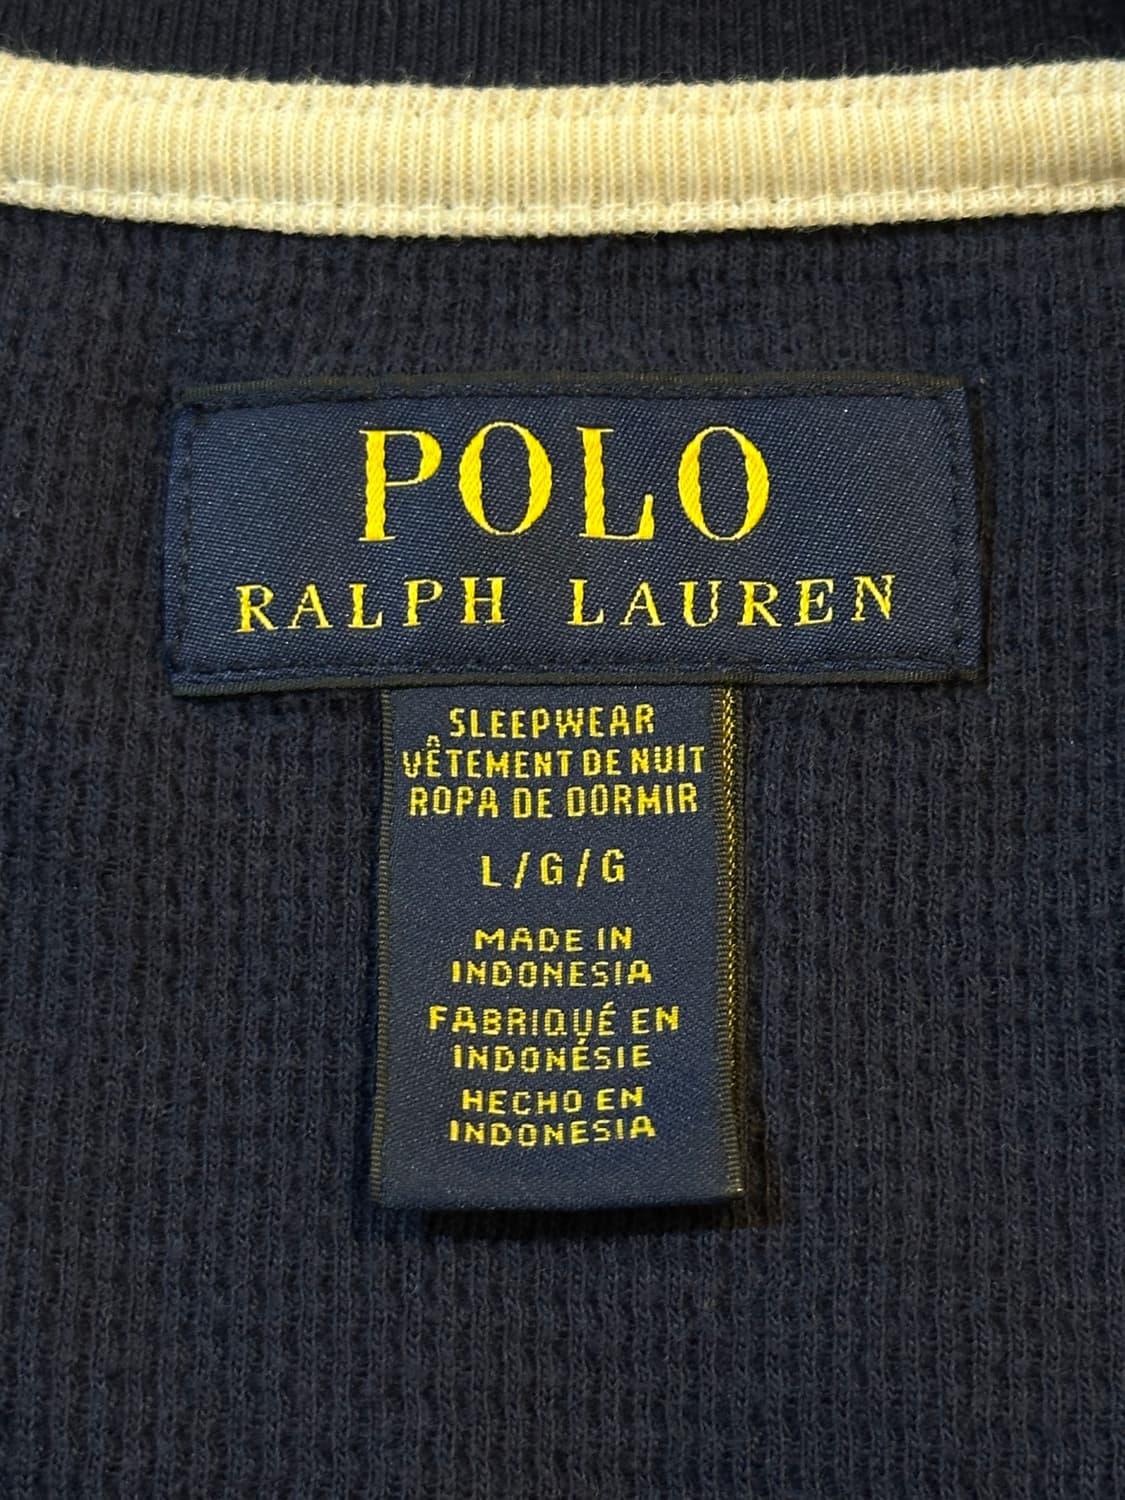 POLO
RALPH LAUREN
SLEEPWEAR
VÊTEMENT DE NUIT
ROPA DE DORMIR
L/G/G
MADE IN
INDONESIA
FABRIQUÉ EN
INDONÉSIE
HECHO EN
INDONESIA